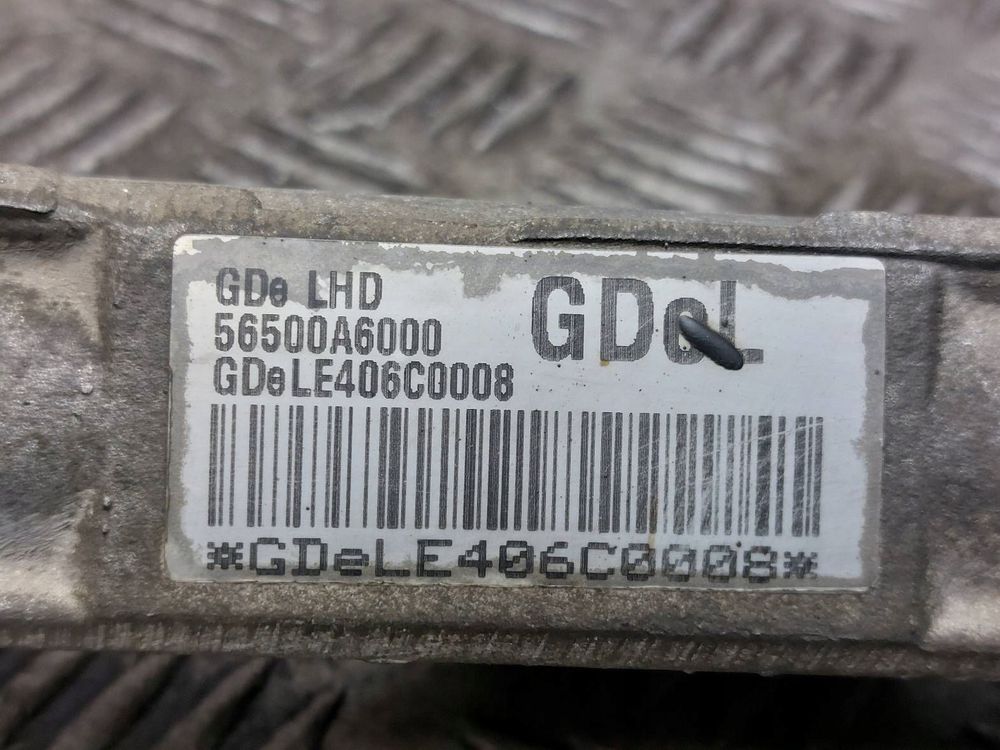 GDe LHD
GDeL
56500A6000
GDeLE406C0008
*GDeLE406C0008*